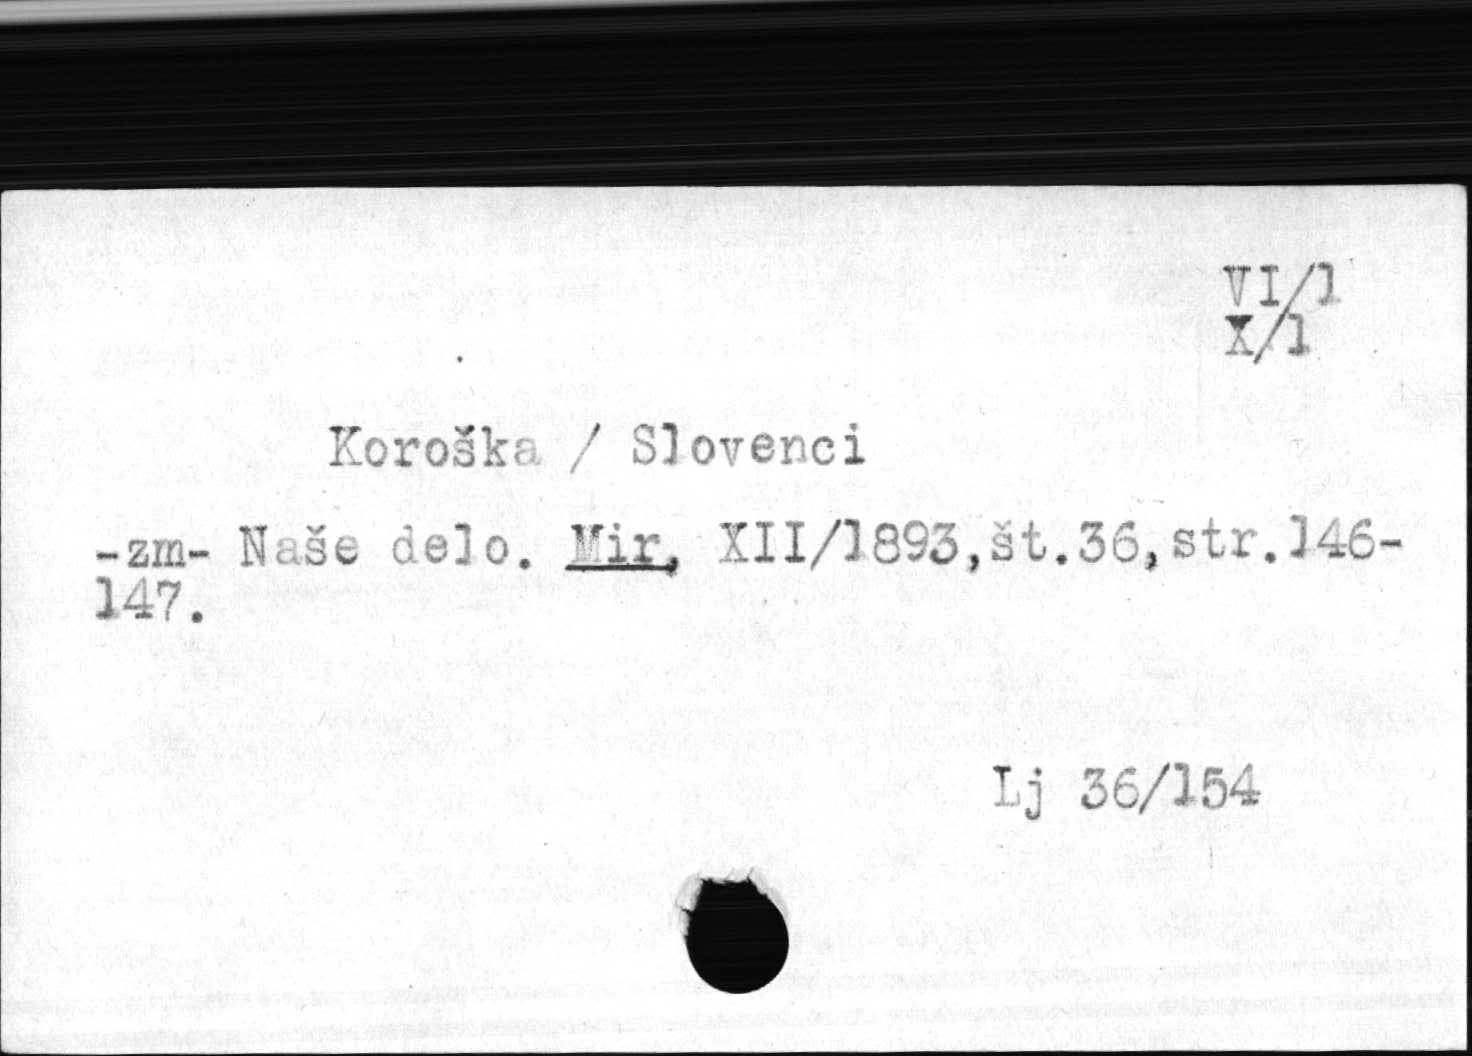 VI/1
X/1
Koroška / Slovenci
-zm- Naše delo. Mir, XII/1893,št.36,str.146-
147.
Lj 36/154